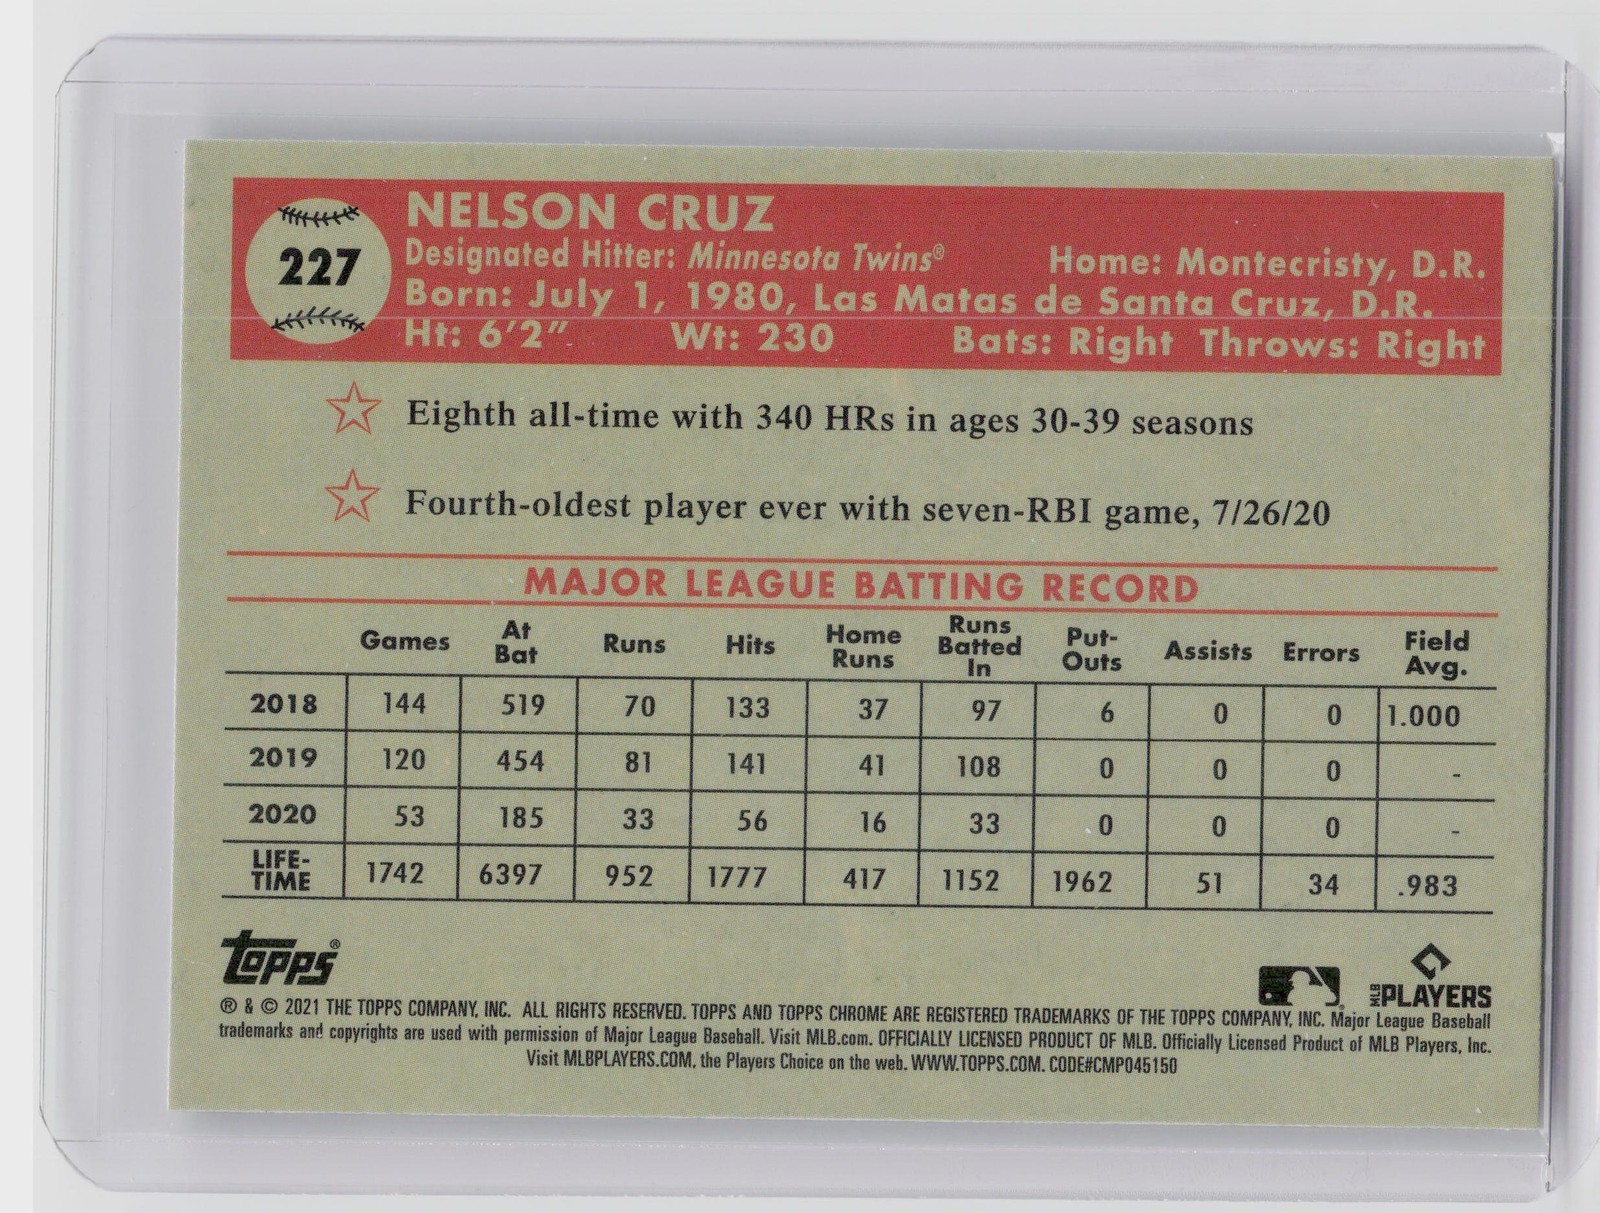 227
NELSON CRUZ
Designated Hitter: Minnesota Twins® Home: Montecristy, D.R.
Born: July 1, 1980, Las Matas de Santa Cruz, D.R.
Ht: 6'2" Wt: 230 Bats: Right Throws: Right
Eighth all-time with 340 HRs in ages 30-39 seasons
Fourth-oldest player ever with seven-RBI game, 7/26/20
MAJOR LEAGUE BATTING RECORD
Games At Bat Runs Hits Home Runs Runs Batted In Put-Outs Assists Errors Field Avg.
2018 144 519 70 133 37 97 6 0 0 1.000
2019 120 454 81 141 41 108 0 0 0 -
2020 53 185 33 56 16 33 0 0 0 -
LIFE-TIME 1742 6397 952 1777 417 1152 1962 51 34 .983
topps®
MLB PLAYERS
® & © 2021 THE TOPPS COMPANY, INC. ALL RIGHTS RESERVED. TOPPS AND TOPPS CHROME ARE REGISTERED TRADEMARKS OF THE TOPPS COMPANY, INC. Major League Baseball
trademarks and copyrights are used with permission of Major League Baseball. Visit MLB.com. OFFICIALLY LICENSED PRODUCT OF MLB. Officially Licensed Product of MLB Players, Inc.
Visit MLBPLAYERS.COM, the Players Choice on the web. WWW.TOPPS.COM. CODE#CMP045150